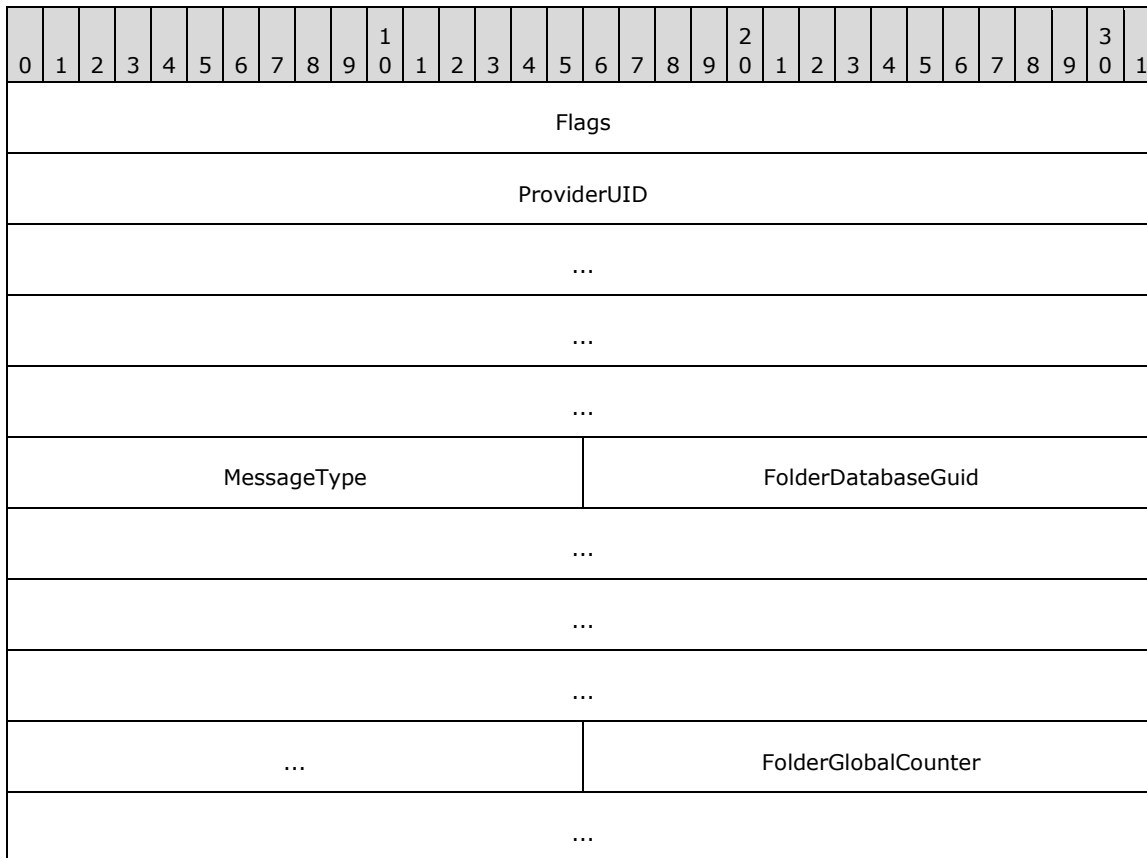 1 2 3
0 1 2 3 4 5 6 7 8 9 0 1 2 3 4 5 6 7 8 9 0 1 2 3 4 5 6 7 8 9 0 1
Flags
ProviderUID
...
...
...
MessageType FolderDatabaseGuid
...
...
...
... FolderGlobalCounter
...